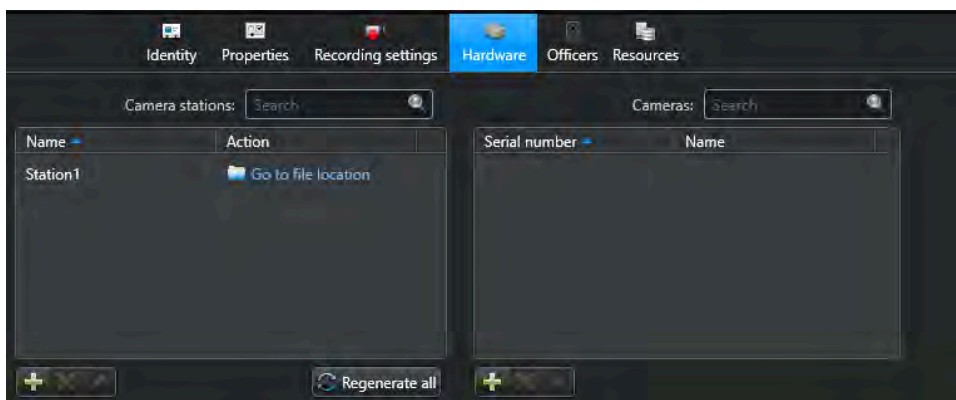 Identity Properties Recording settings Hardware Officers Resources
Camera stations: Search Cameras: Search
Name Action Serial number Name
Station1 Go to file location
Regenerate all